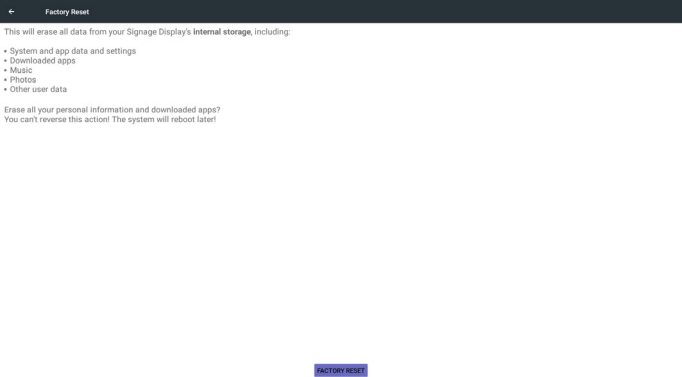 Factory Reset
This will erase all data from your Signage Display's internal storage, including:
• System and app data and settings
• Downloaded apps
• Music
• Photos
• Other user data
Erase all your personal information and downloaded apps?
You can't reverse this action! The system will reboot later!
FACTORY RESET